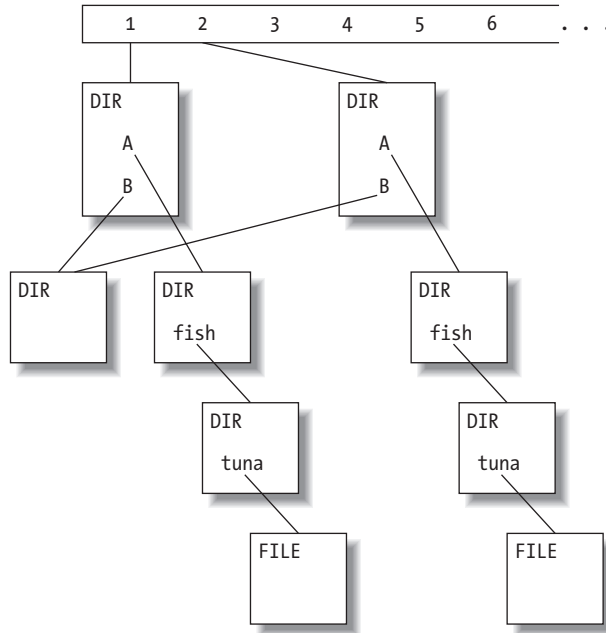 1 2 3 4 5 6 . . .
DIR
A
B
DIR
A
B
DIR
DIR
fish
DIR
fish
DIR
tuna
DIR
tuna
FILE
FILE